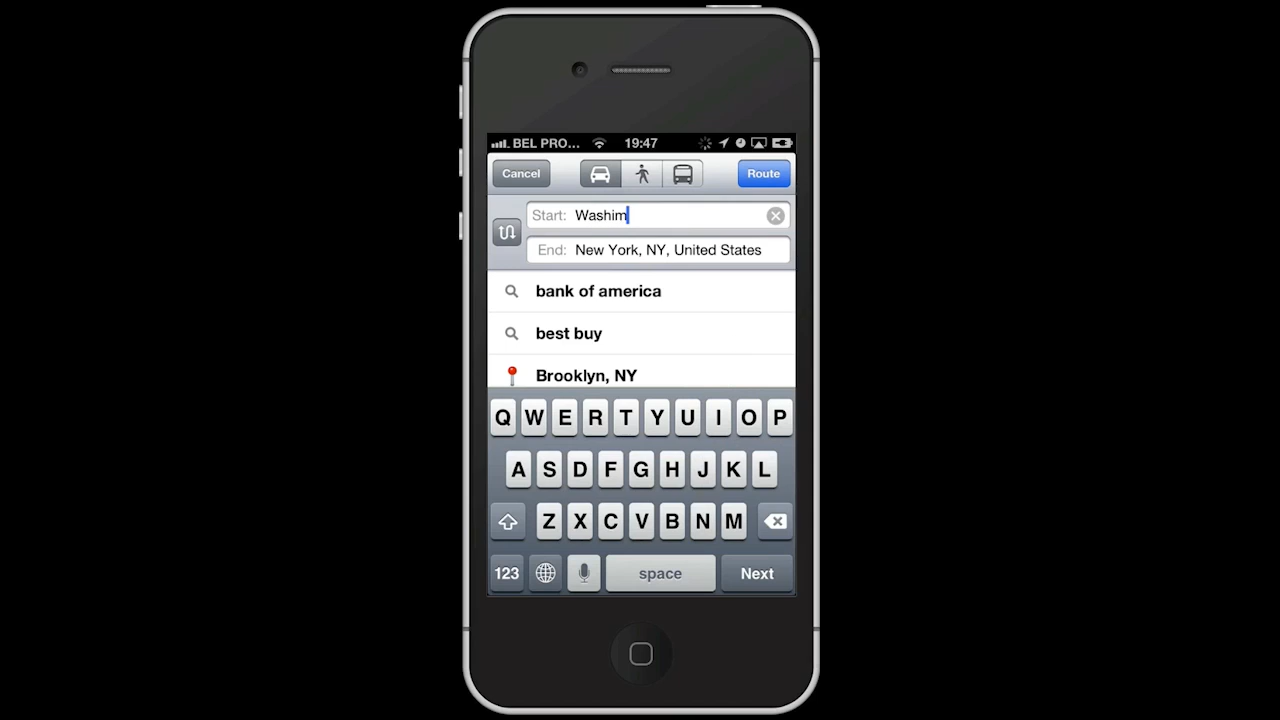 BEL PRO... 19:47
Cancel Route
Start: Washim
End: New York, NY, United States
bank of america
best buy
Brooklyn, NY
Q W E R T Y U I O P
A S D F G H J K L
Z X C V B N M
123 space Next